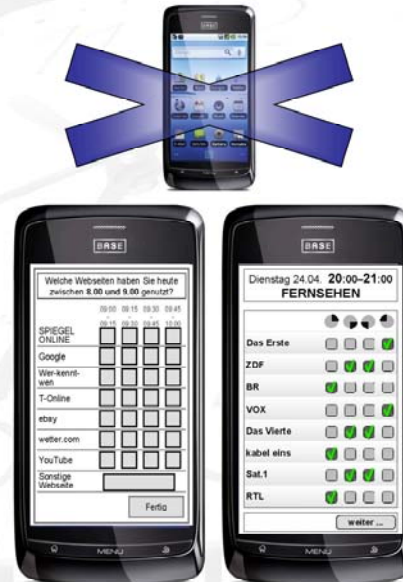 BASE
BASE
Welche Webseiten haben Sie heute
zwischen 8.00 und 9.00 genutzt?
09:00 09:15 09:30 09:45
- - - -
09:15 09:30 09:45 10:00
SPIEGEL
ONLINE
Google
Wer-kennt-
wen
T-Online
ebay
wetter.com
YouTube
Sonstige
Webseite
Fertig
MENU
BASE
Dienstag 24.04. 20:00–21:00
FERNSEHEN
Das Erste
ZDF
BR
VOX
Das Vierte
kabel eins
Sat.1
RTL
weiter ...
MENU